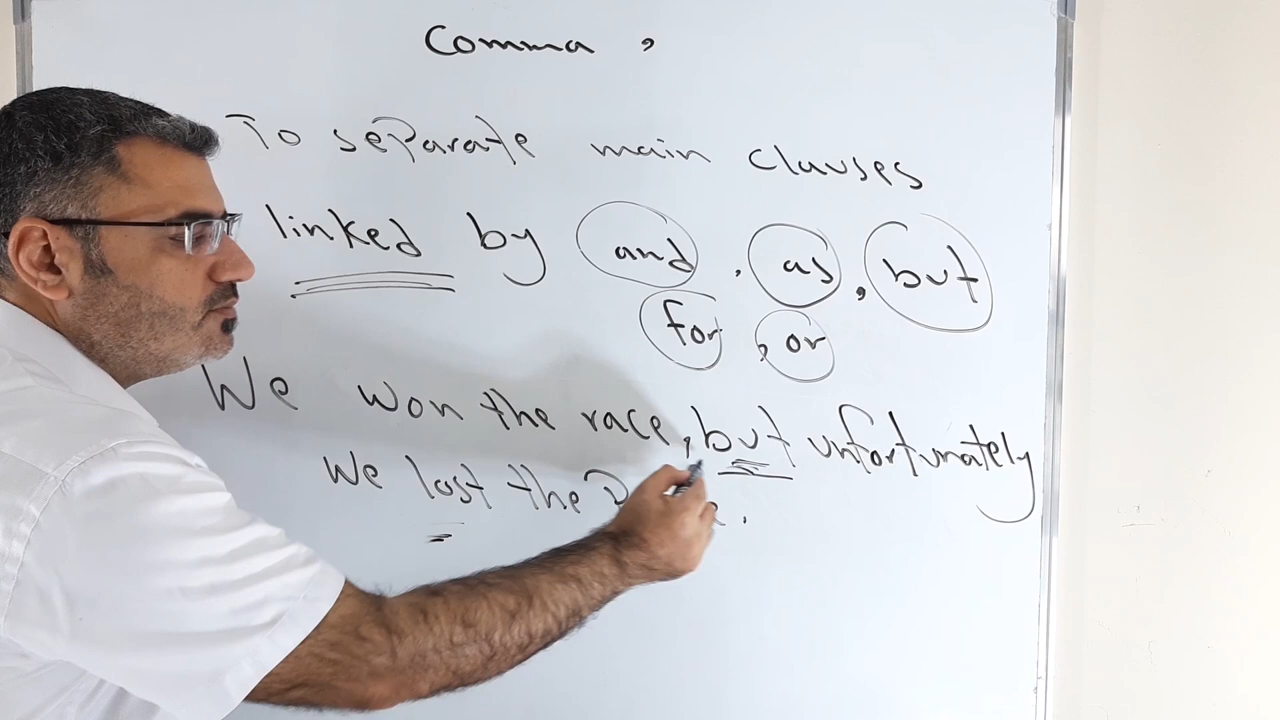 Comma ,
To separate main clauses
linked by and , as , but
for , or
We won the race, but unfortunately
we lost the